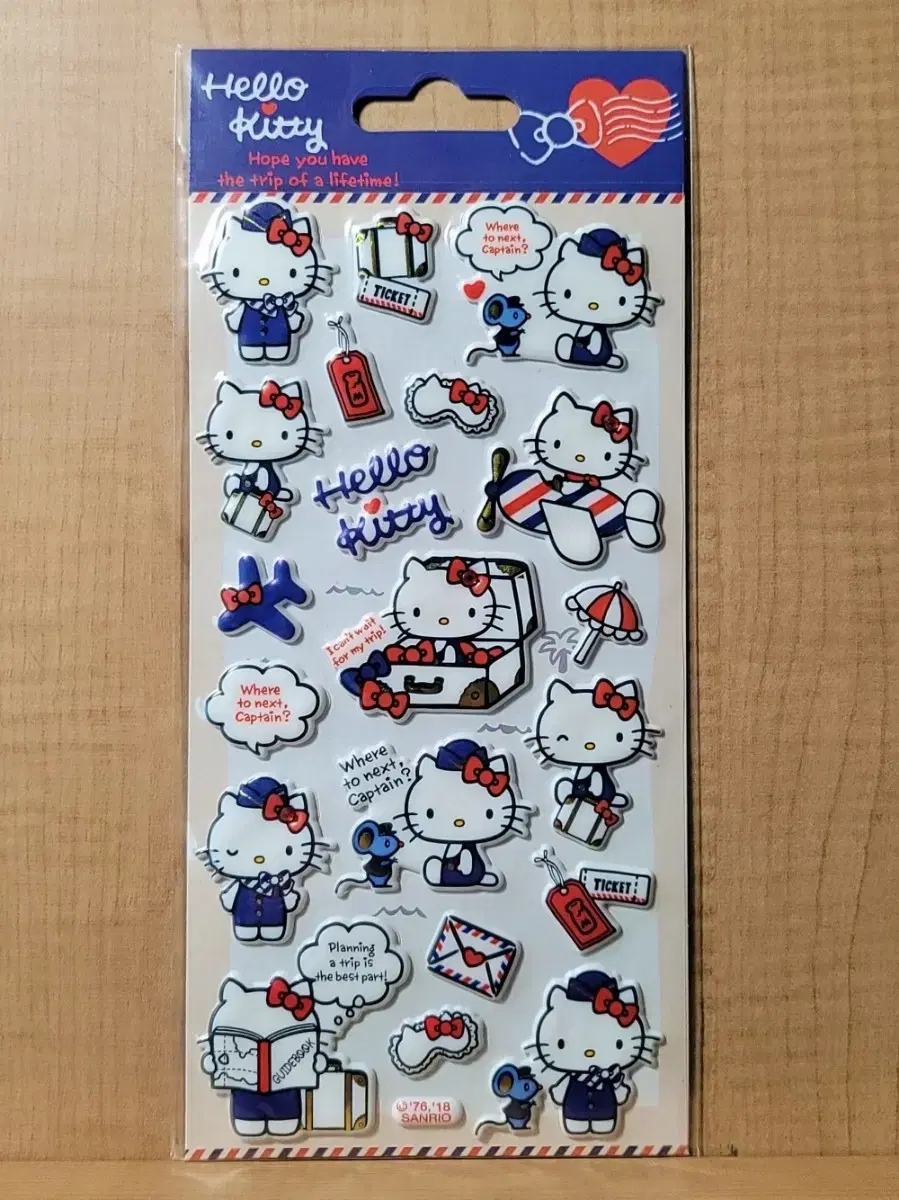 Hello
Kitty
Hope you have
the trip of a lifetime!
Where
to next,
Captain?
TICKET
Hello
Kitty
I can't wait
for my trip!
Where
to next,
Captain?
Where
to next,
Captain?
TICKET
Planning
a trip is
the best part!
GUIDEBOOK
©'76,'18
SANRIO